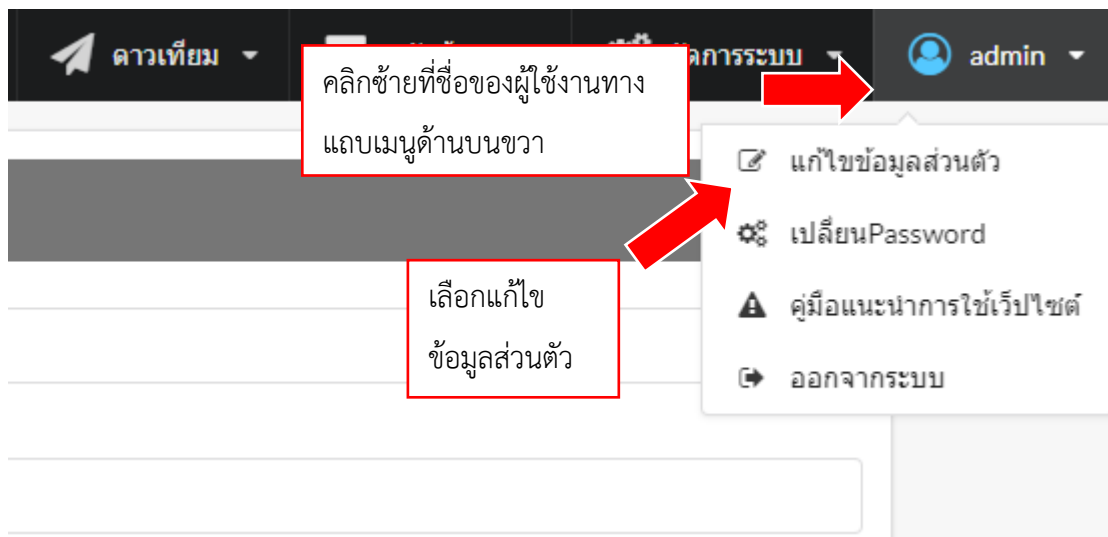 ดาวเทียม
การระบบ
admin
คลิกซ้ายที่ชื่อของผู้ใช้งานทาง
แถบเมนูด้านบนขวา
แก้ไขข้อมูลส่วนตัว
เปลี่ยนPassword
เลือกแก้ไข
ข้อมูลส่วนตัว
คู่มือแนะนำการใช้เว็ปไซต์
ออกจากระบบ